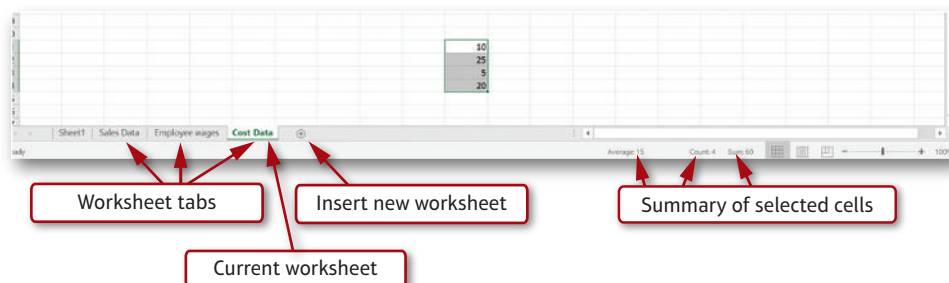 10
25
5
20
Sheet1 Sales Data Employee wages Cost Data
Average: 15 Count: 4 Sum: 60 100%
Worksheet tabs Insert new worksheet Summary of selected cells
Current worksheet